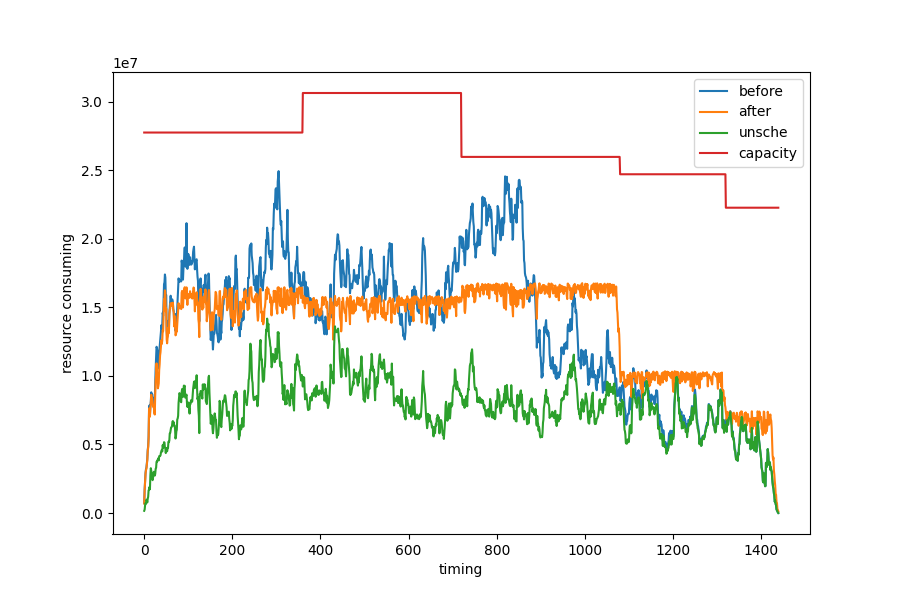 1e7
3.0
2.5
2.0
1.5
1.0
0.5
0.0
resource consuming
before
after
unsche
capacity
0 200 400 600 800 1000 1200 1400
timing